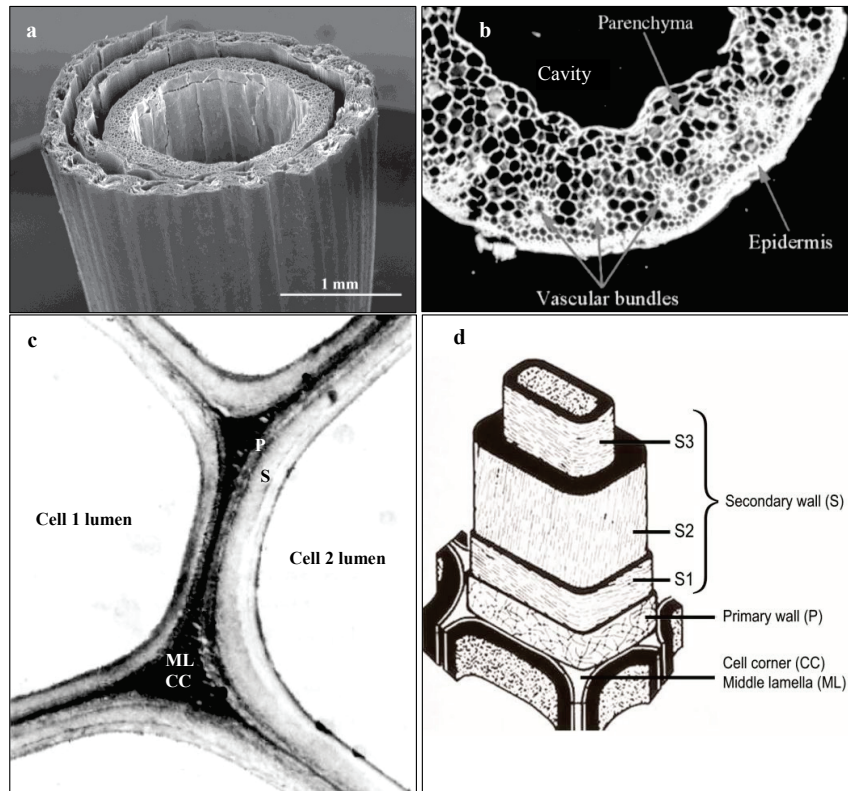 a
1 mm
b
Parenchyma
Cavity
Epidermis
Vascular bundles
c
P
S
Cell 1 lumen
Cell 2 lumen
ML
CC
d
S3
Secondary wall (S)
S2
S1
Primary wall (P)
Cell corner (CC)
Middle lamella (ML)